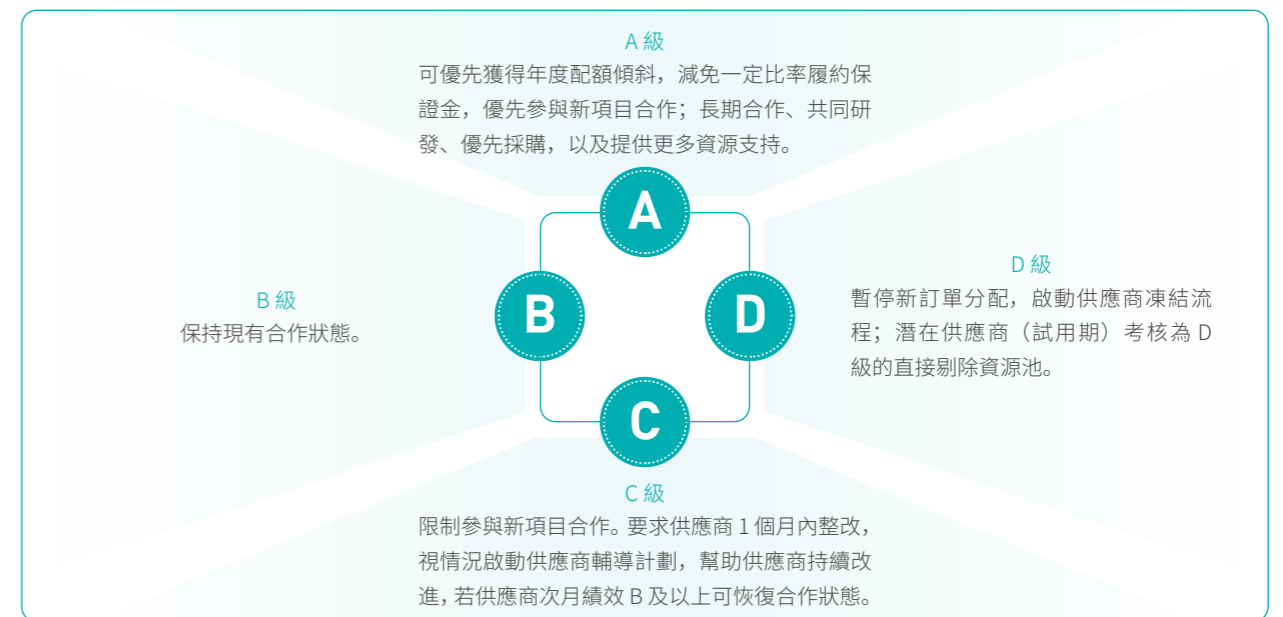 A 級
可優先獲得年度配額傾斜，減免一定比率履約保
證金，優先參與新項目合作；長期合作、共同研
發、優先採購，以及提供更多資源支持。
A
B 級
保持現有合作狀態。
B
D
D 級
暫停新訂單分配，啟動供應商凍結流
程；潛在供應商（試用期）考核為 D
級的直接剔除資源池。
C
C 級
限制參與新項目合作。要求供應商 1 個月內整改，
視情況啟動供應商輔導計劃，幫助供應商持續改
進，若供應商次月績效 B 及以上可恢復合作狀態。